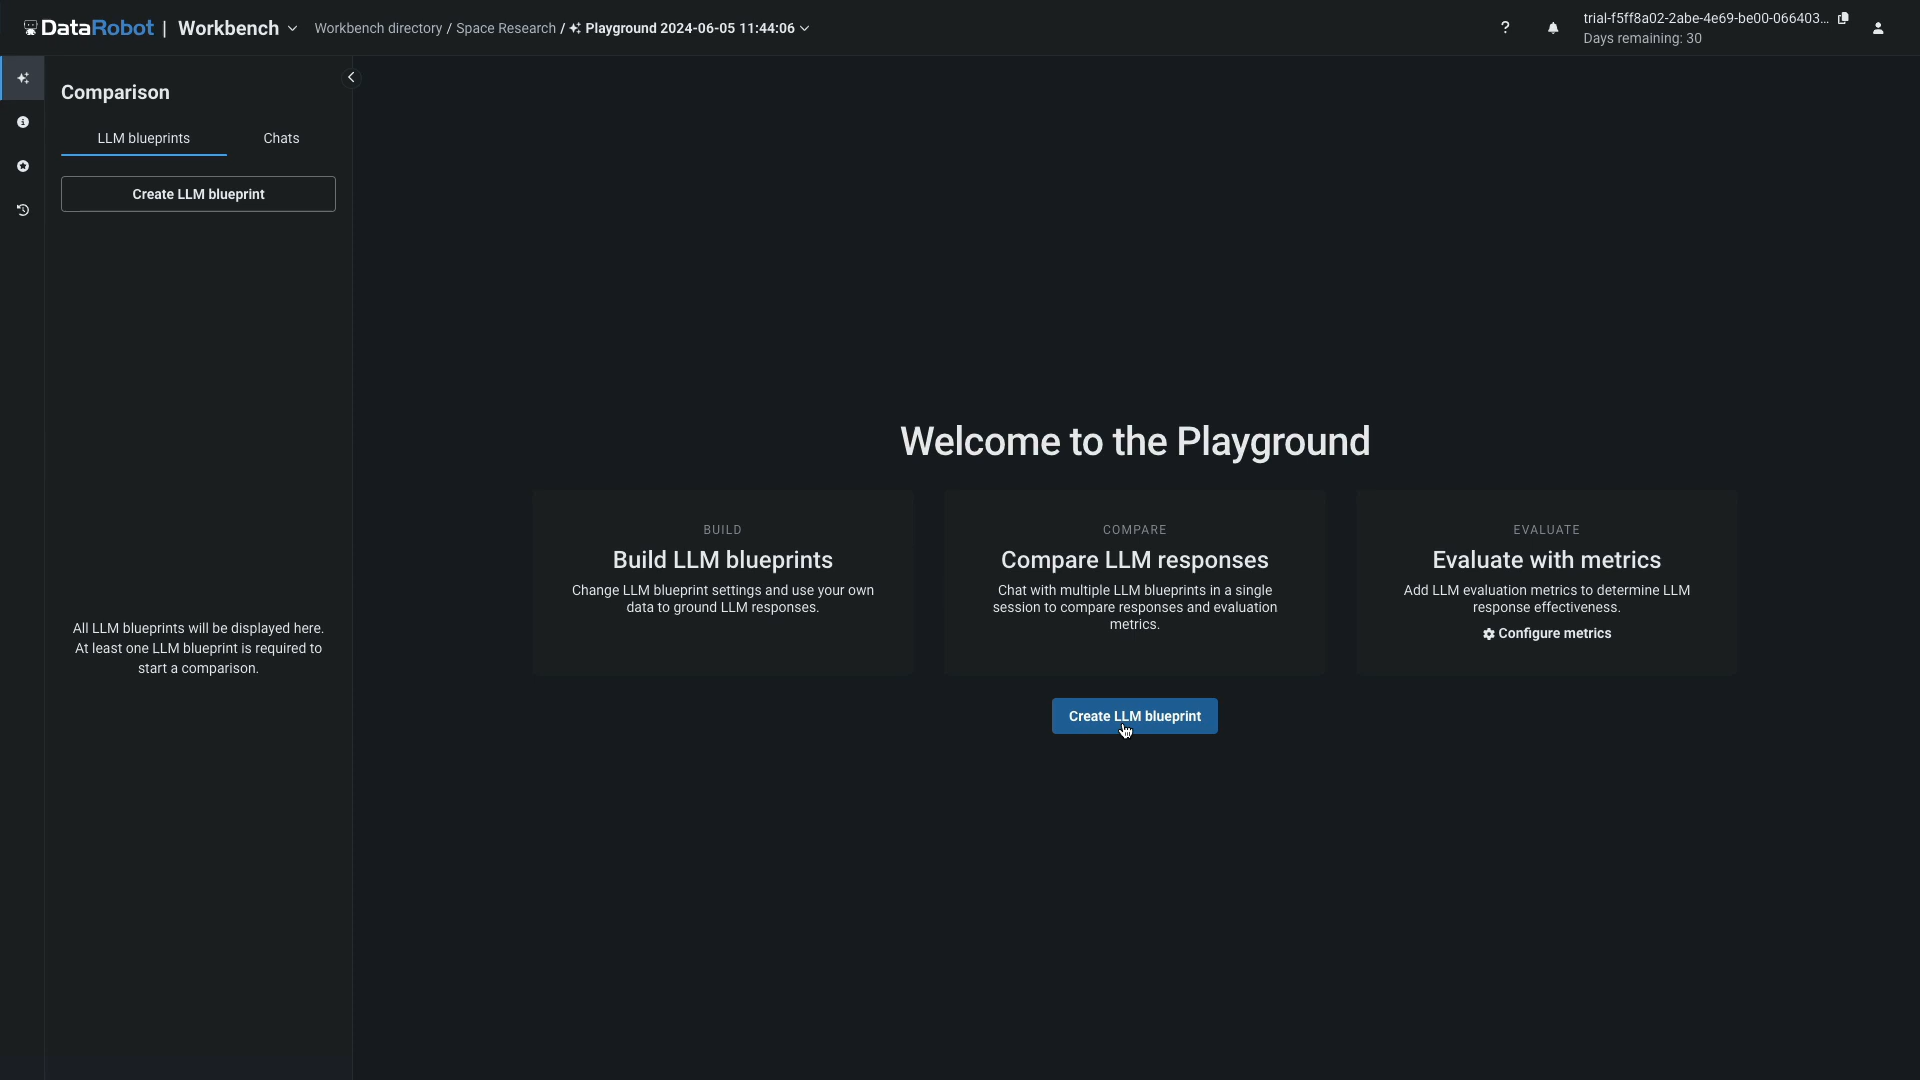 DataRobot | Workbench
Workbench directory / Space Research / Playground 2024-06-05 11:44:06
?
trial-f5ff8a02-2abe-4e69-be00-066403...
Days remaining: 30
Comparison
LLM blueprints
Chats
Create LLM blueprint
All LLM blueprints will be displayed here.
At least one LLM blueprint is required to
start a comparison.
Welcome to the Playground
BUILD
Build LLM blueprints
Change LLM blueprint settings and use your own
data to ground LLM responses.
COMPARE
Compare LLM responses
Chat with multiple LLM blueprints in a single
session to compare responses and evaluation
metrics.
EVALUATE
Evaluate with metrics
Add LLM evaluation metrics to determine LLM
response effectiveness.
Configure metrics
Create LLM blueprint